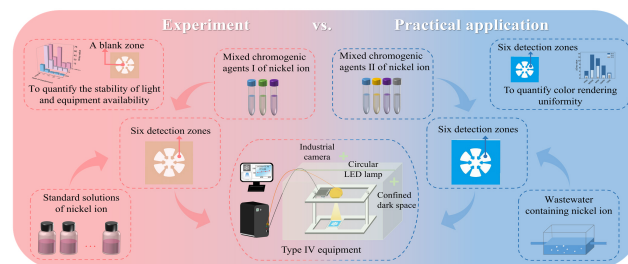 Experiment vs. Practical application
A blank zone
To quantify the stability of light
and equipment availability
Mixed chromogenic
agents I of nickel ion
Mixed chromogenic
agents II of nickel ion
Six detection zones
To quantify color rendering
uniformity
Six detection zones
Industrial
camera
Circular
LED lamp
Confined
dark space
Type IV equipment
Six detection zones
Standard solutions
of nickel ion
...
Wastewater
containing nickel ion